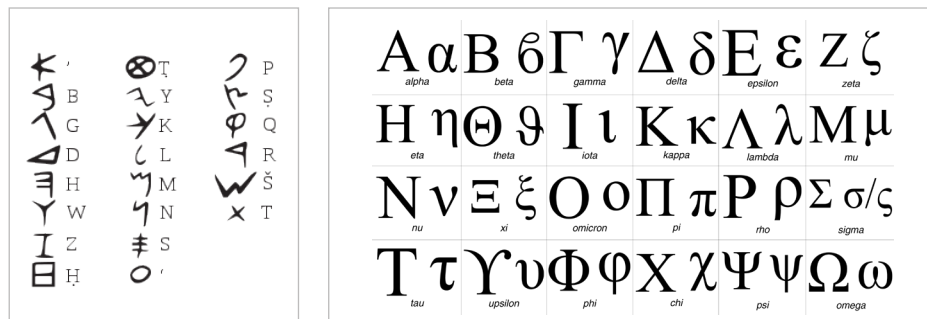 𐤀 ʾ 𐤈 Ṭ 𐤐 P
𐤁 B 𐤉 Y 𐤑 Ṣ
𐤂 G 𐤊 K 𐤒 Q
𐤃 D 𐤋 L 𐤓 R
𐤄 H 𐤌 M 𐤔 Š
𐤅 W 𐤍 N 𐤕 T
𐤆 Z 𐤎 S
𐤇 Ḥ 𐤏 ʿ
Α α Β ϐ Γ γ Δ δ Ε ε Ζ ζ
alpha beta gamma delta epsilon zeta
Η η Θ ϑ Ι ι Κ κ Λ λ Μ μ
eta theta iota kappa lambda mu
Ν ν Ξ ξ Ο ο Π π Ρ ρ Σ σ/ς
nu xi omicron pi rho sigma
Τ τ ϒ υ Φ φ Χ χ Ψ ψ Ω ω
tau upsilon phi chi psi omega